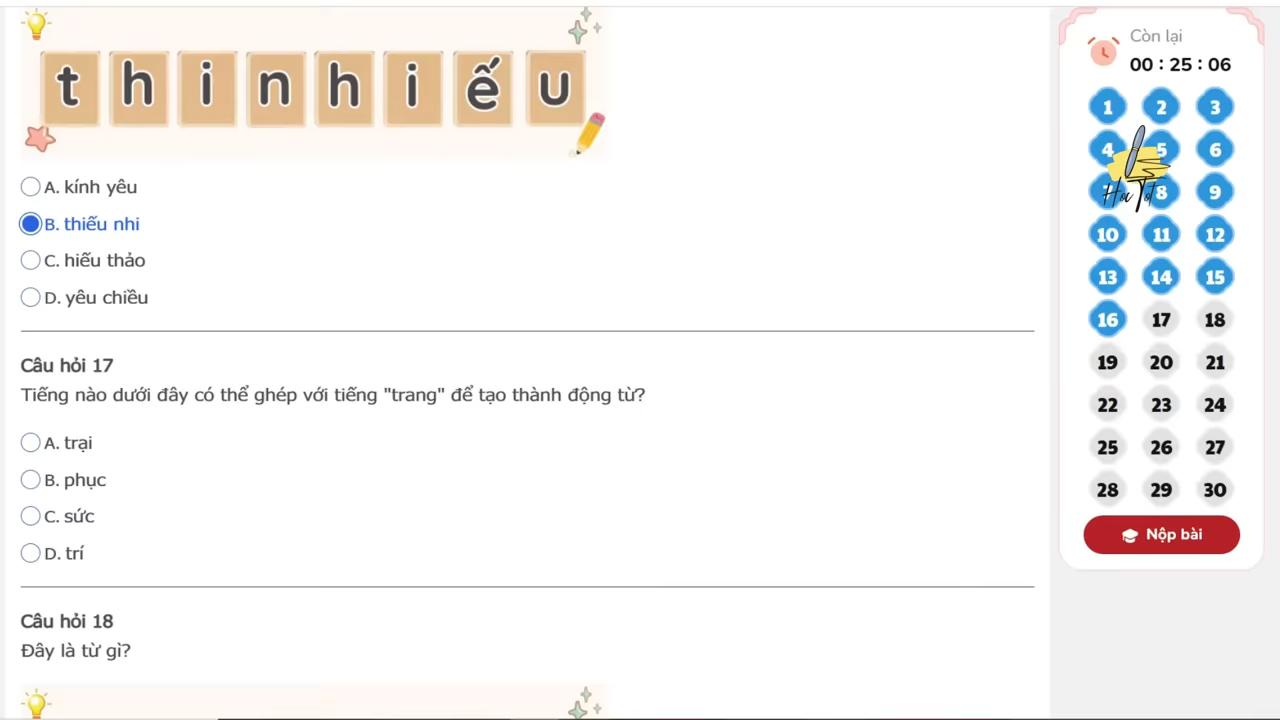 t h i n h i ế u
A. kính yêu
B. thiếu nhi
C. hiếu thảo
D. yêu chiều
Câu hỏi 17
Tiếng nào dưới đây có thể ghép với tiếng "trang" để tạo thành động từ?
A. trại
B. phục
C. sức
D. trí
Câu hỏi 18
Đây là từ gì?
Còn lại
00 : 25 : 06
1 2 3
4 5 6
8 9
Học Tốt
10 11 12
13 14 15
16 17 18
19 20 21
22 23 24
25 26 27
28 29 30
Nộp bài